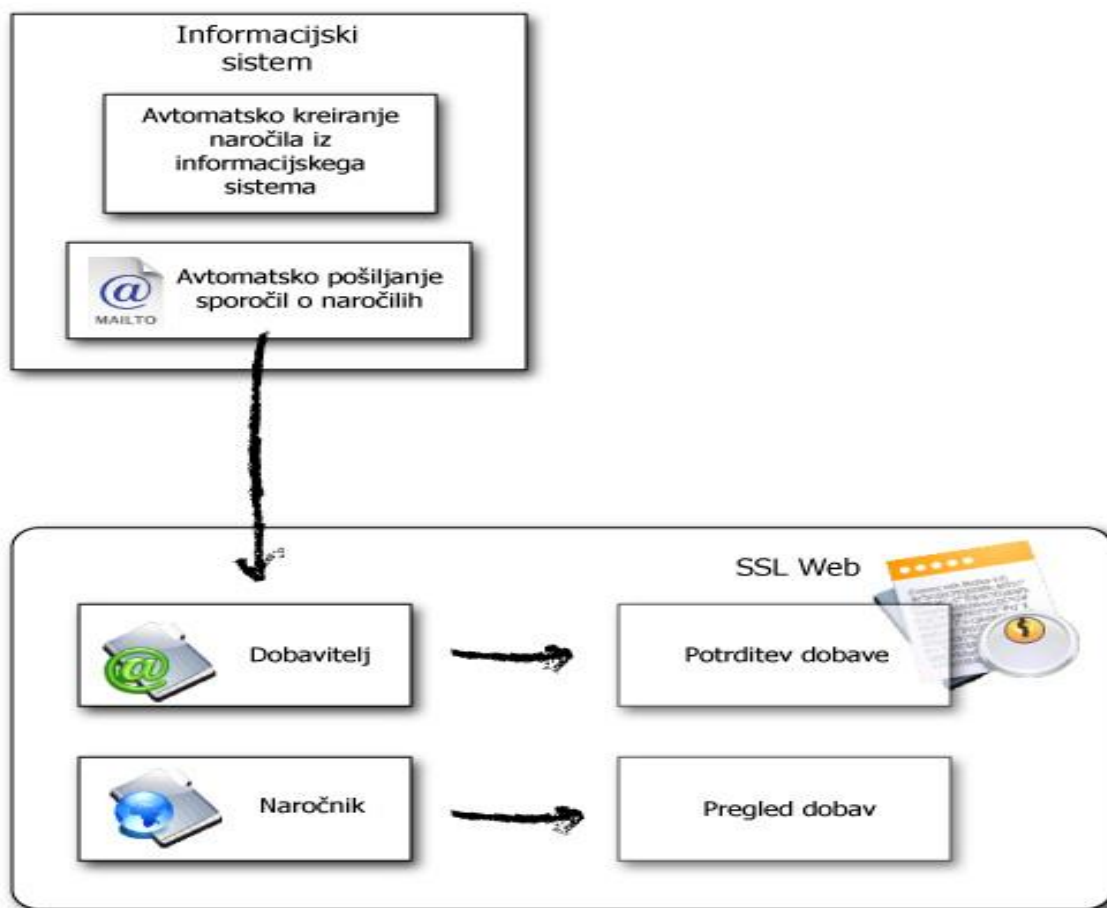 Informacijski
sistem
Avtomatsko kreiranje
naročila iz
informacijskega
sistema
@
MAILTO
Avtomatsko pošiljanje
sporočil o naročilih
SSL Web
@
Dobavitelj
Potrditev dobave
Naročnik
Pregled dobav